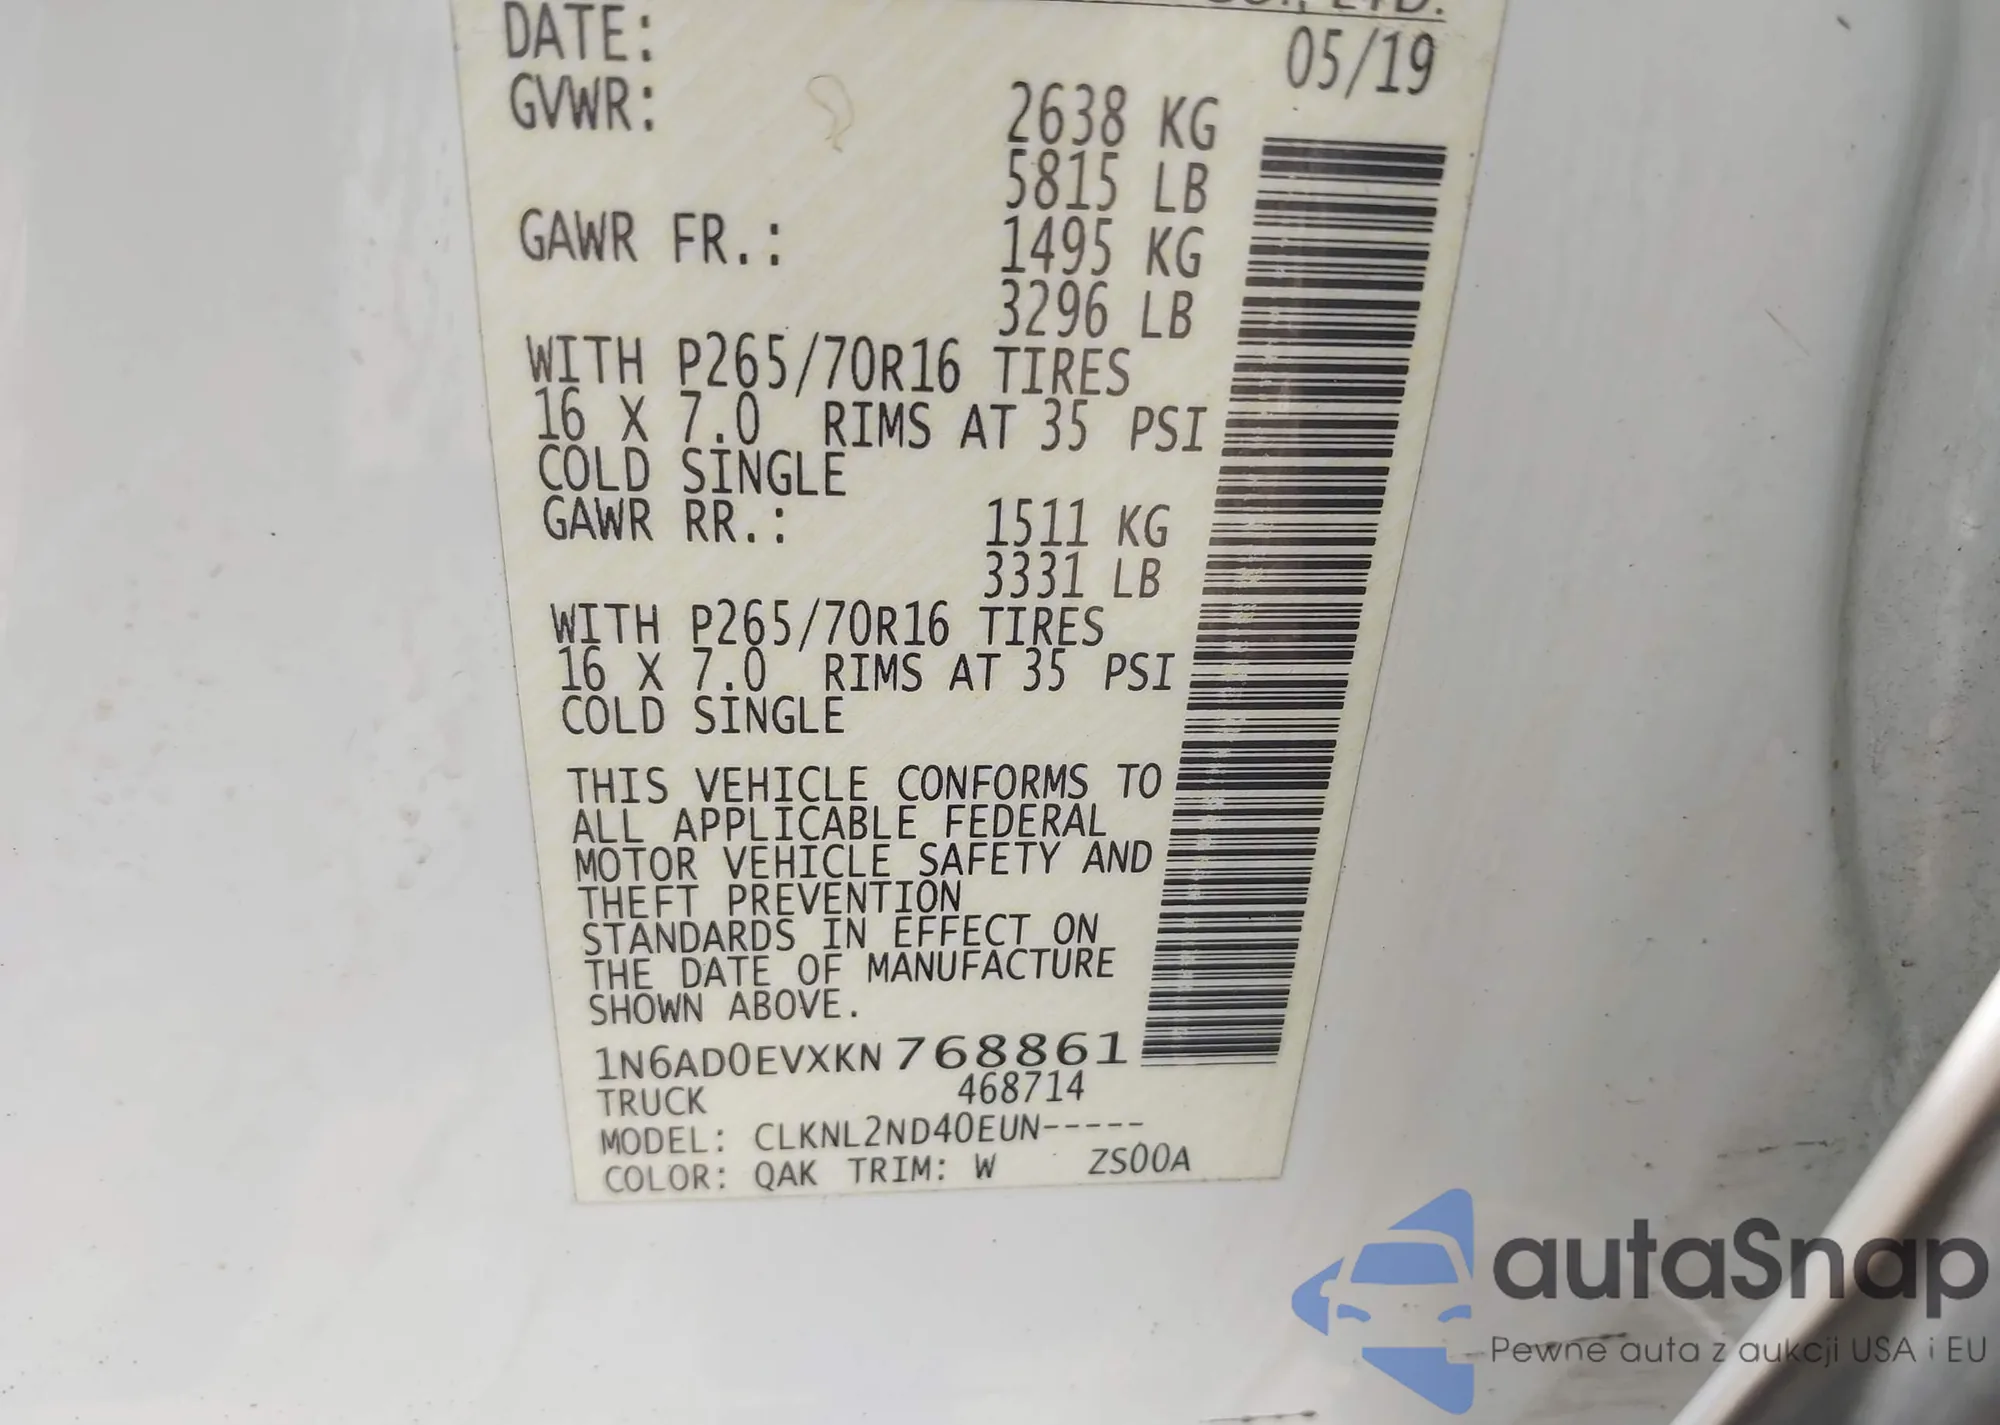 CO., LTD.
DATE: 05/19
GVWR: 2638 KG
5815 LB
GAWR FR.: 1495 KG
3296 LB
WITH P265/70R16 TIRES
16 X 7.0 RIMS AT 35 PSI
COLD SINGLE
GAWR RR.: 1511 KG
3331 LB
WITH P265/70R16 TIRES
16 X 7.0 RIMS AT 35 PSI
COLD SINGLE
THIS VEHICLE CONFORMS TO
ALL APPLICABLE FEDERAL
MOTOR VEHICLE SAFETY AND
THEFT PREVENTION
STANDARDS IN EFFECT ON
THE DATE OF MANUFACTURE
SHOWN ABOVE.
1N6AD0EVXKN768861
TRUCK 468714
MODEL: CLKNL2ND40EUN-----
COLOR: QAK TRIM: W ZS00A
autaSnap
Pewne auta z aukcji USA i EU